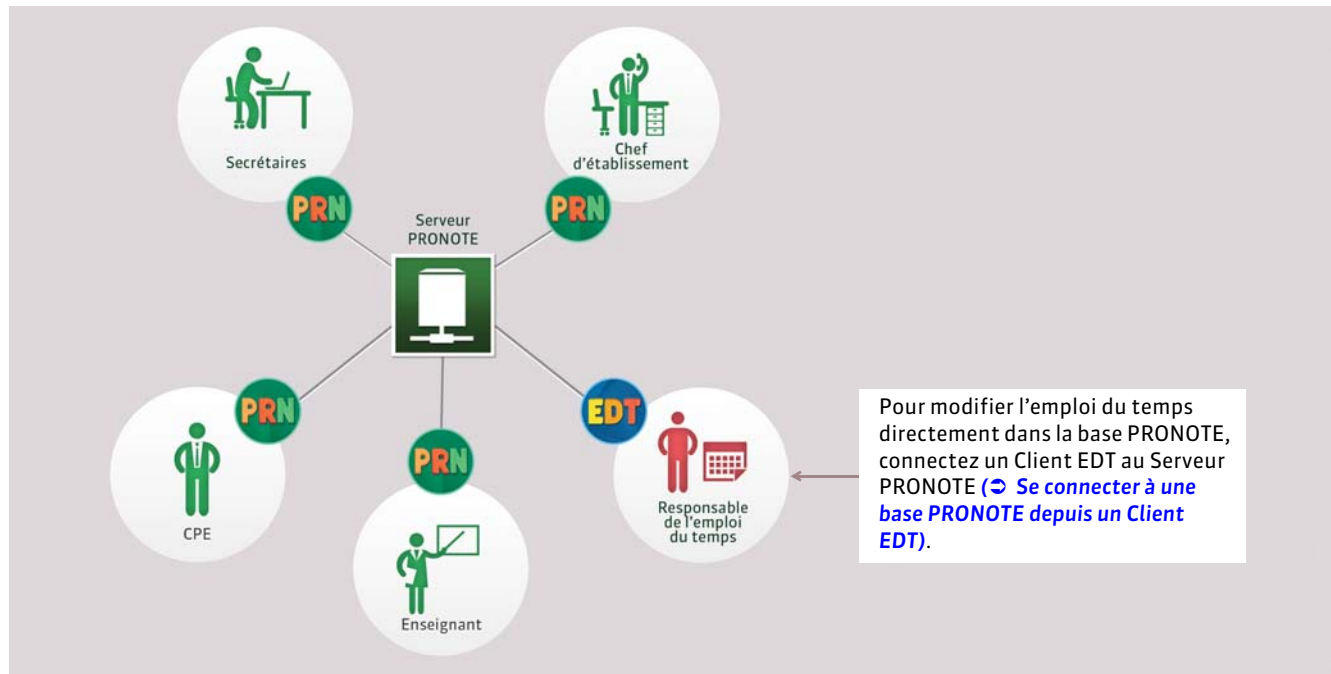 Secrétaires
Chef
d'établissement
PRN
PRN
Serveur
PRONOTE
PRN
EDT
PRN
CPE
Responsable
de l'emploi
du temps
Enseignant
Pour modifier l’emploi du temps
directement dans la base PRONOTE,
connectez un Client EDT au Serveur
PRONOTE (➲ Se connecter à une
base PRONOTE depuis un Client
EDT).